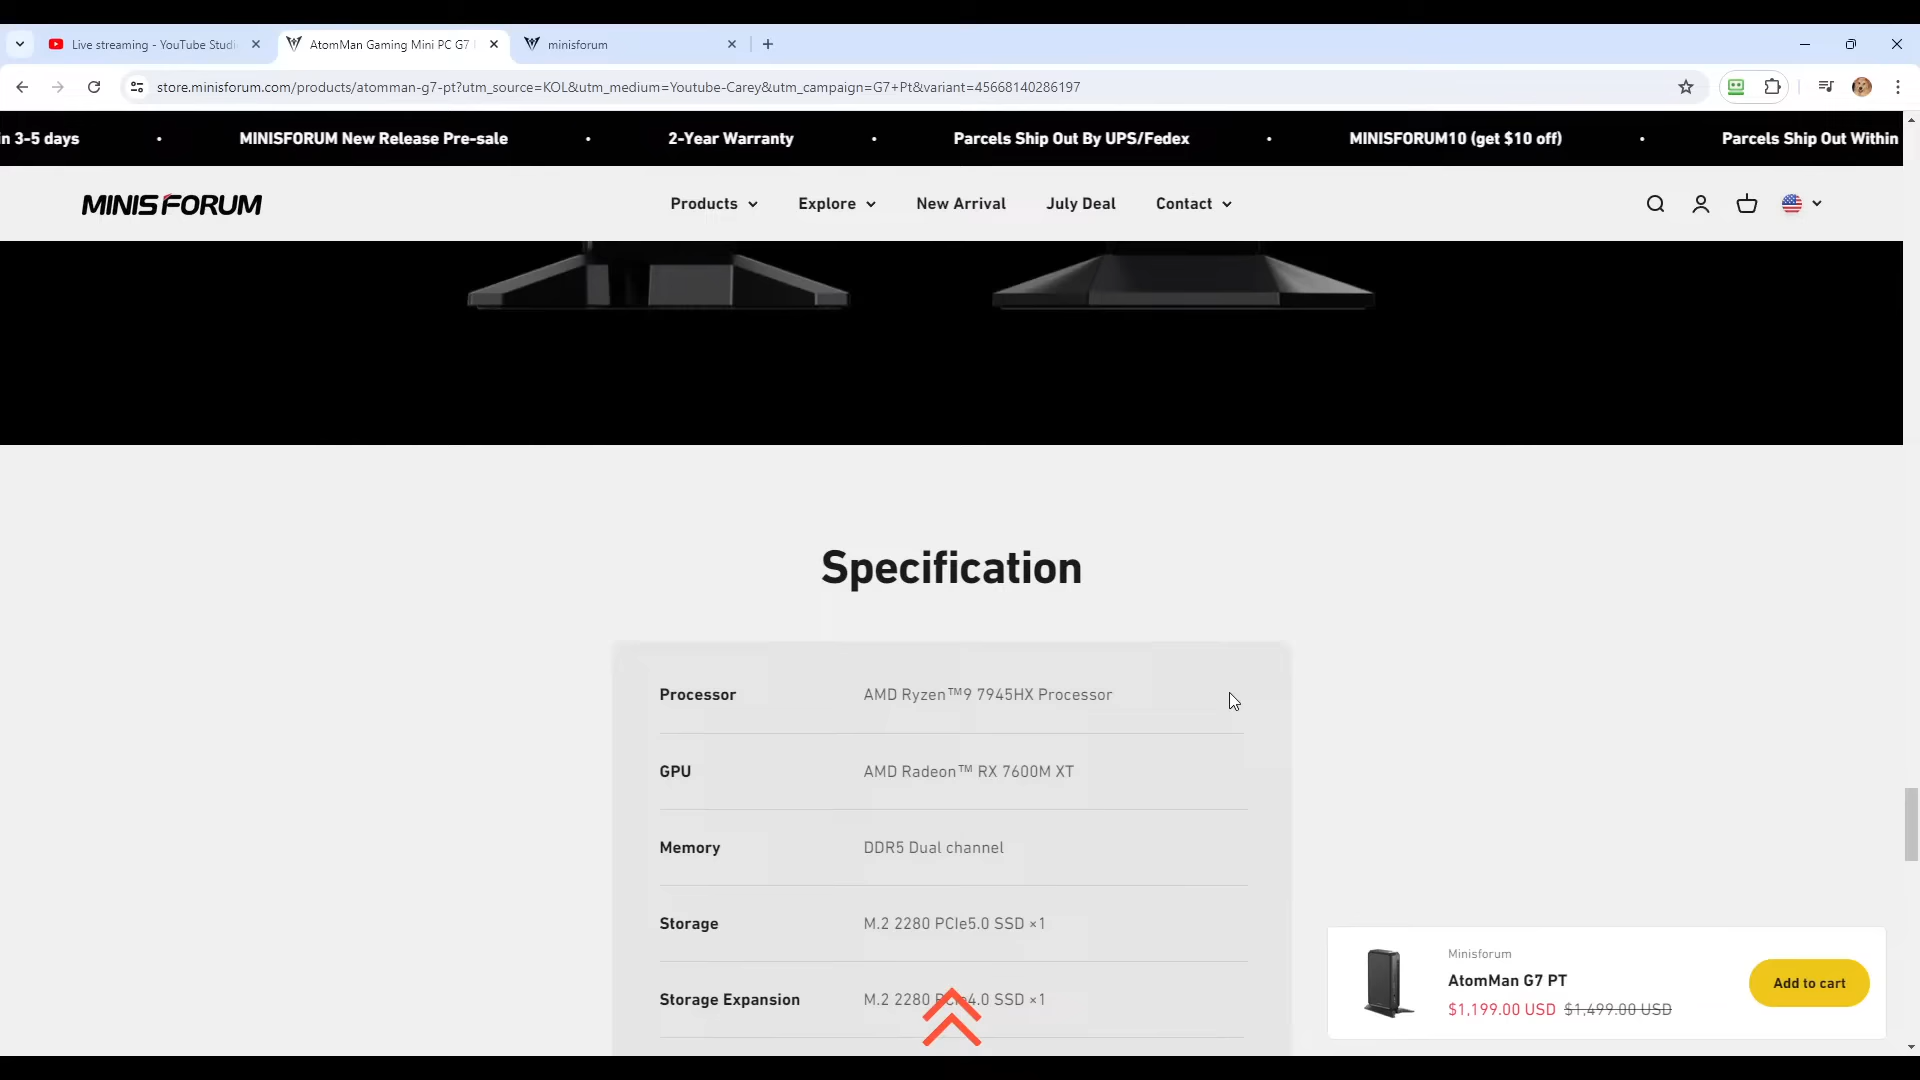 Live streaming - YouTube Studi
AtomMan Gaming Mini PC G7
minisforum
store.minisforum.com/products/atomman-g7-pt?utm_source=KOL&utm_medium=Youtube-Carey&utm_campaign=G7+Pt&variant=45668140286197
in 3-5 days • MINISFORUM New Release Pre-sale • 2-Year Warranty • Parcels Ship Out By UPS/Fedex • MINISFORUM10 (get $10 off) • Parcels Ship Out Within
MINISFORUM
Products Explore New Arrival July Deal Contact
Specification
Processor AMD Ryzen™9 7945HX Processor
GPU AMD Radeon™ RX 7600M XT
Memory DDR5 Dual channel
Storage M.2 2280 PCIe5.0 SSD ×1
Storage Expansion M.2 2280 PCIe4.0 SSD ×1
Minisforum
AtomMan G7 PT
$1,199.00 USD $1,499.00 USD
Add to cart